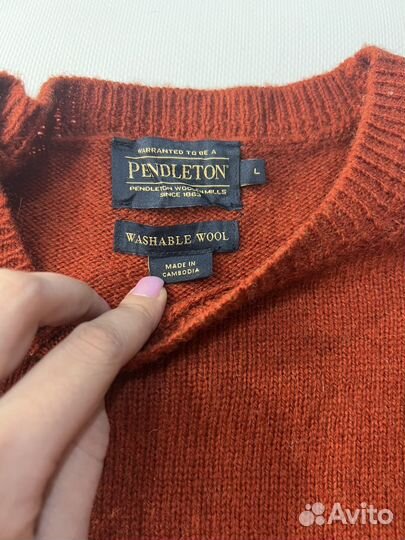 WARRANTED TO BE A
PENDLETON
PENDLETON WOOLEN MILLS
SINCE 1863
L
WASHABLE WOOL
MADE IN
CAMBODIA
Avito